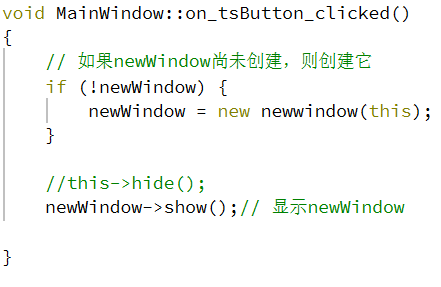 void MainWindow::on_tsButton_clicked()
{
    // 如果newWindow尚未创建，则创建它
    if (!newWindow) {
        newWindow = new newwindow(this);
    }

    //this->hide();
    newWindow->show();// 显示newWindow

}